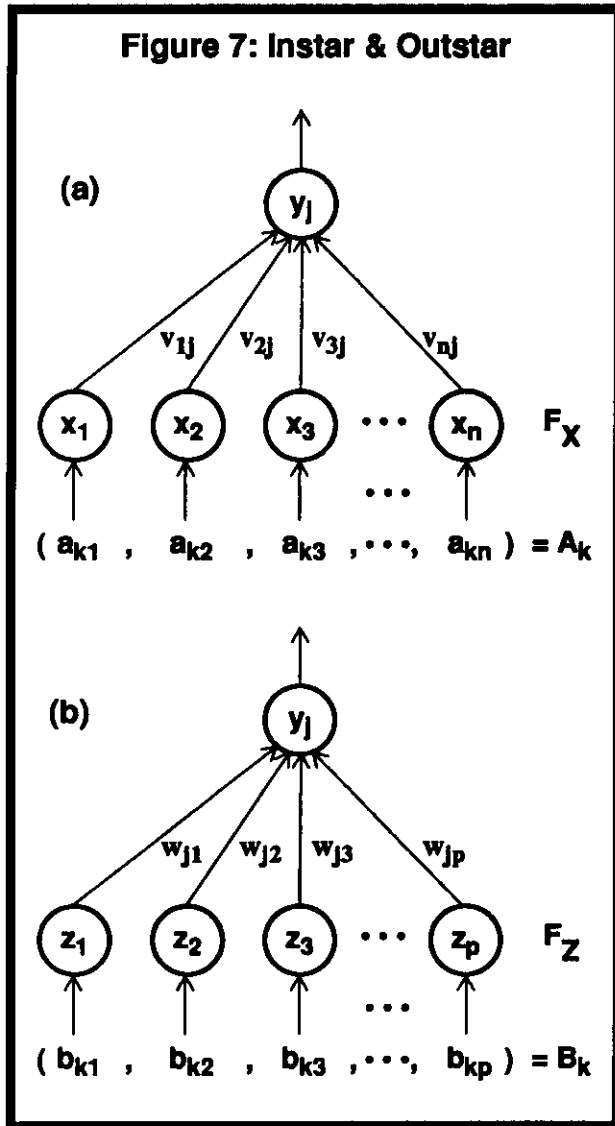 Figure 7: Instar & Outstar
(a)
yj
v1j v2j v3j vnj
x1 x2 x3 ••• xn FX
•••
( ak1 , ak2 , ak3 ,•••, akn ) = Ak
(b)
yj
wj1 wj2 wj3 wjp
z1 z2 z3 ••• zp FZ
•••
( bk1 , bk2 , bk3 ,•••, bkp ) = Bk